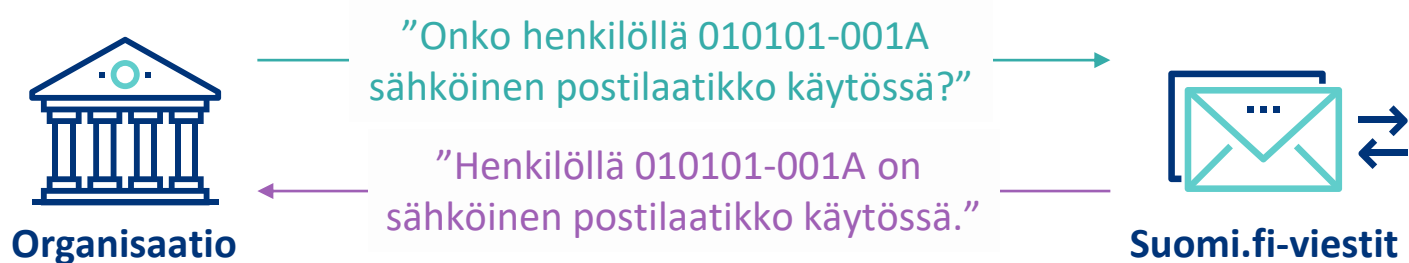 ”Onko henkilöllä 010101-001A
sähköinen postilaatikko käytössä?”
”Henkilöllä 010101-001A on
sähköinen postilaatikko käytössä.”
Organisaatio
Suomi.fi-viestit